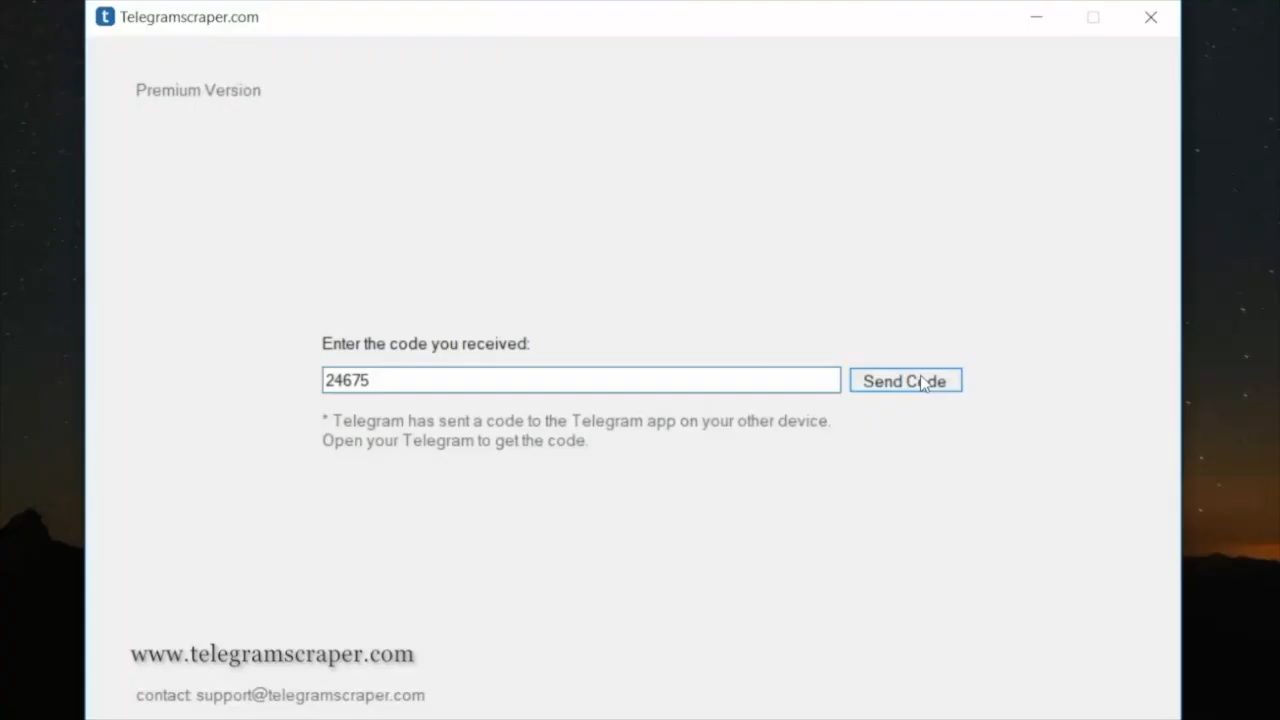 Telegramscraper.com
Premium Version
Enter the code you received:
24675
Send Code
* Telegram has sent a code to the Telegram app on your other device.
Open your Telegram to get the code.
www.telegramscraper.com
contact: support@telegramscraper.com